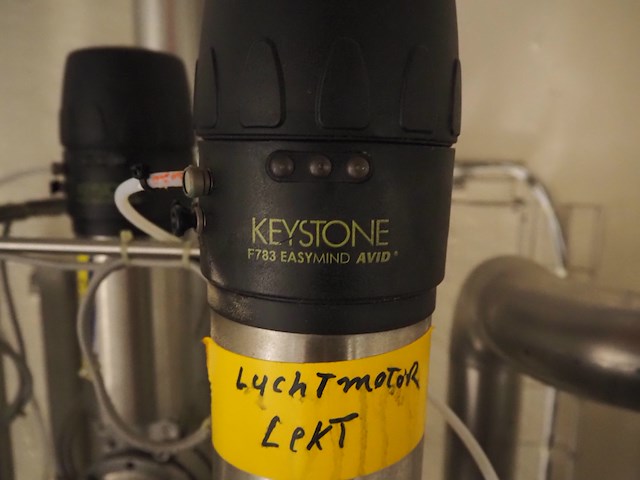 KEYSTONE
F783 EASYMIND AVID®
LuchTmotoR
LeKT